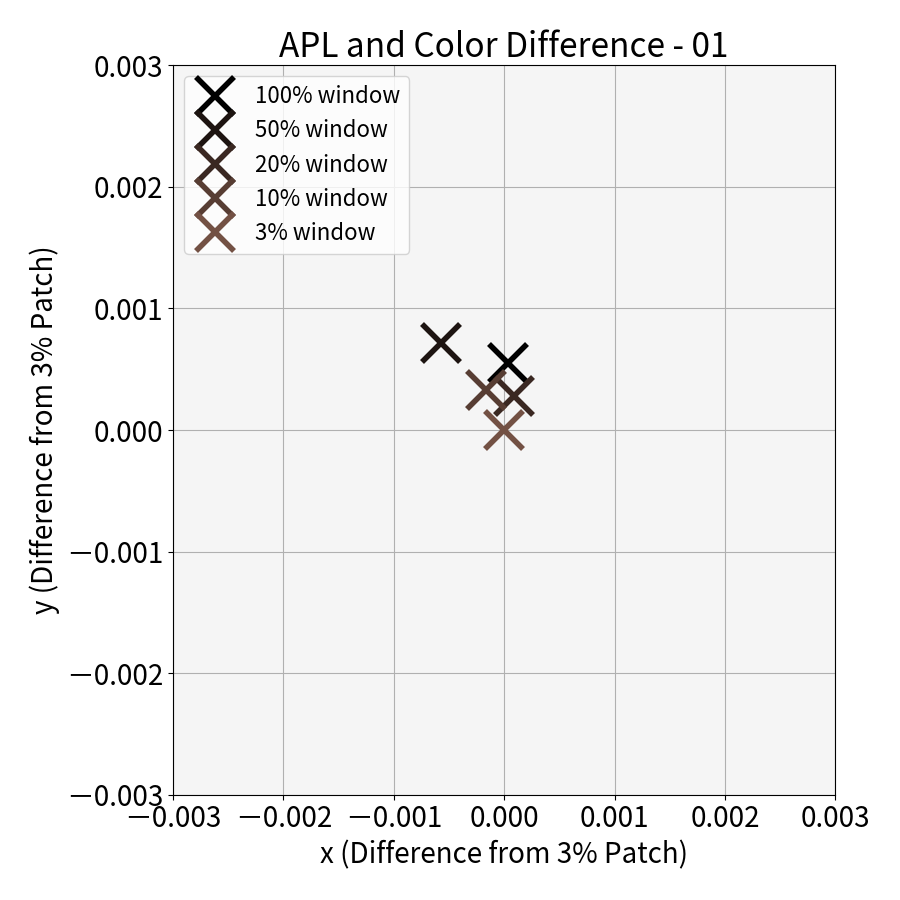 APL and Color Difference - 01
0.003
0.002
0.001
0.000
−0.001
−0.002
−0.003
y (Difference from 3% Patch)
100% window
50% window
20% window
10% window
3% window
−0.003 −0.002 −0.001 0.000 0.001 0.002 0.003
x (Difference from 3% Patch)